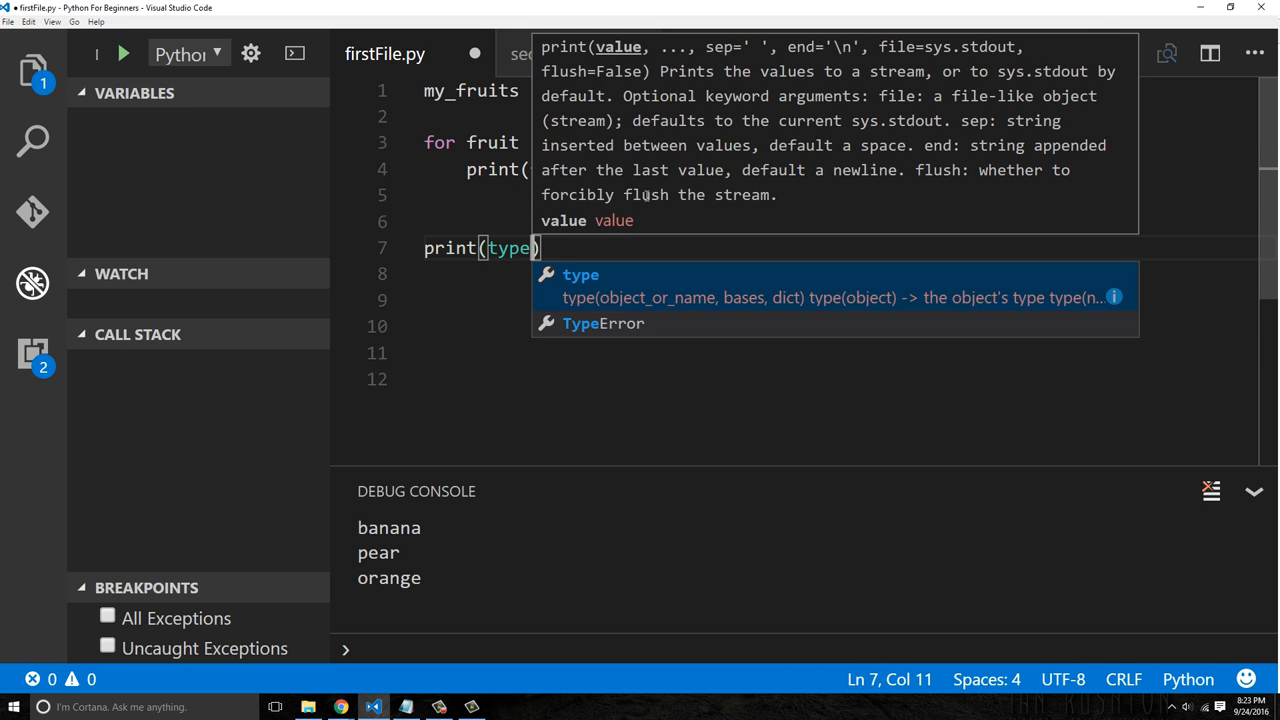 ● firstFile.py - Python For Beginners - Visual Studio Code
File Edit View Go Help
1
Python ▼
VARIABLES
WATCH
CALL STACK
2
BREAKPOINTS
All Exceptions
Uncaught Exceptions
firstFile.py ●
1 my_fruits
2
3 for fruit
4 print(
5
6
7 print(type)
8
9
10
11
12
print(value, ..., sep=' ', end='\n', file=sys.stdout,
flush=False) Prints the values to a stream, or to sys.stdout by
default. Optional keyword arguments: file: a file-like object
(stream); defaults to the current sys.stdout. sep: string
inserted between values, default a space. end: string appended
after the last value, default a newline. flush: whether to
forcibly flush the stream.
value value
type
type(object_or_name, bases, dict) type(object) -> the object's type type(n...
TypeError
DEBUG CONSOLE
banana
pear
orange
›
0 0
Ln 7, Col 11 Spaces: 4 UTF-8 CRLF Python
I'm Cortana. Ask me anything.
8:23 PM
9/24/2016